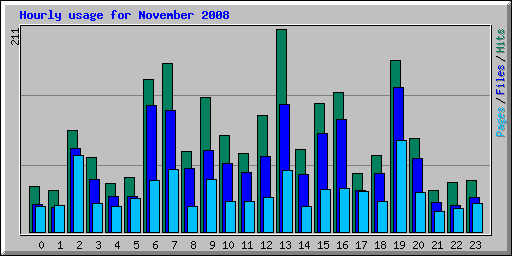 Hourly usage for November 2008
211
Pages / Files / Hits
0 1 2 3 4 5 6 7 8 9 10 11 12 13 14 15 16 17 18 19 20 21 22 23